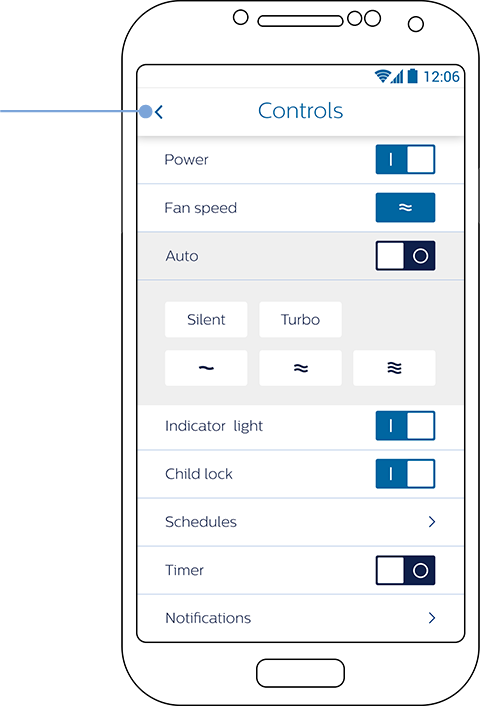 12:06
Controls
Power
Fan speed
Auto
Silent Turbo
Indicator light
Child lock
Schedules
Timer
Notifications